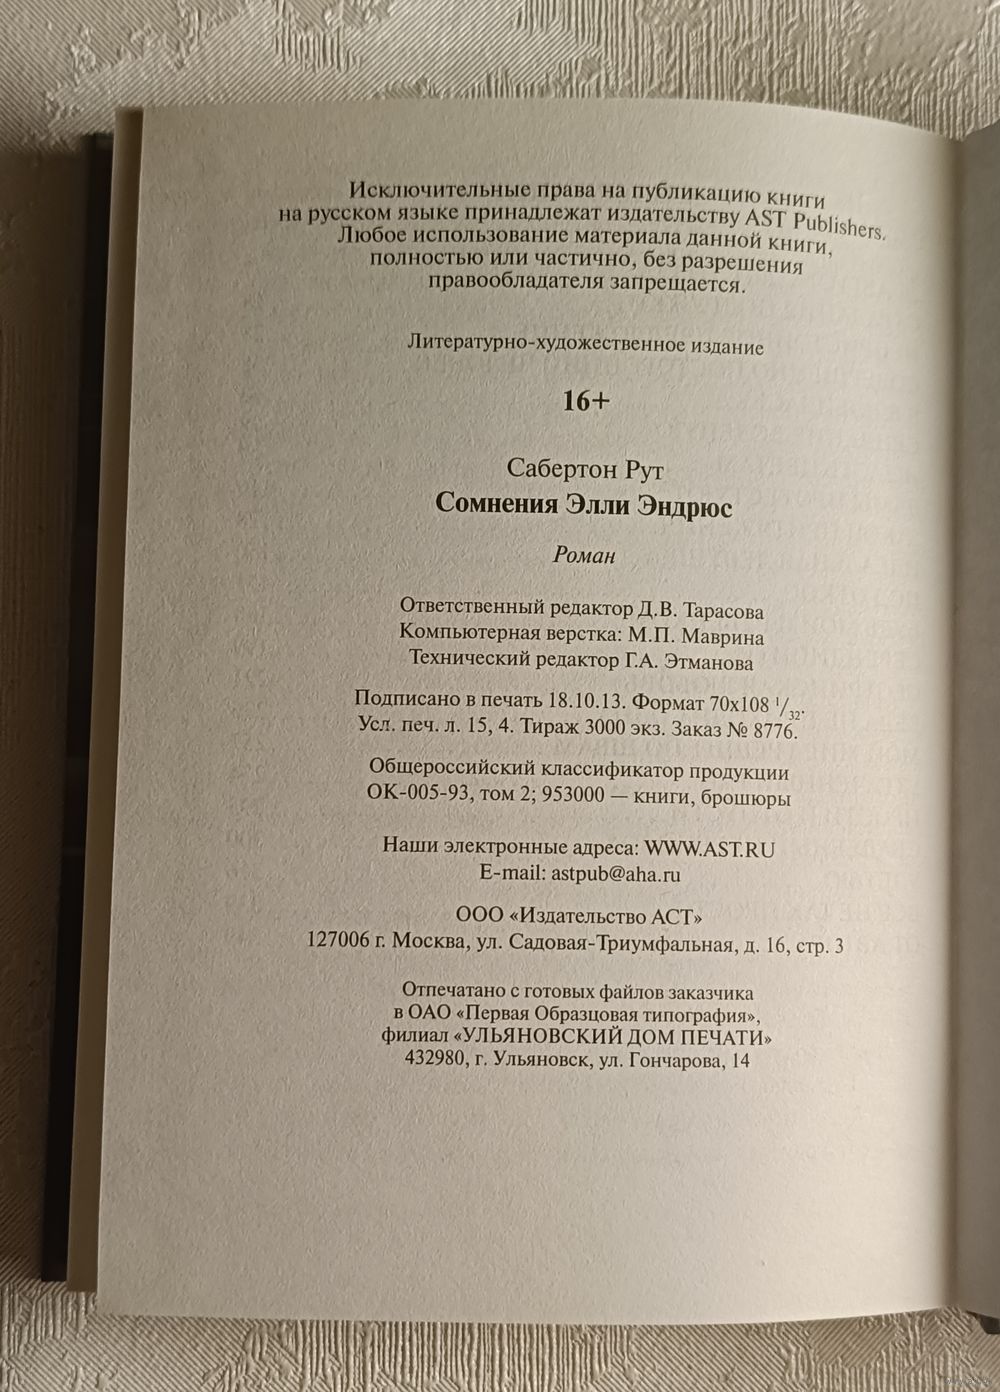 Исключительные права на публикацию книги
на русском языке принадлежат издательству AST Publishers.
Любое использование материала данной книги,
полностью или частично, без разрешения
правообладателя запрещается.
Литературно-художественное издание
16+
Сабертон Рут
Сомнения Элли Эндрюс
Роман
Ответственный редактор Д.В. Тарасова
Компьютерная верстка: М.П. Маврина
Технический редактор Г.А. Этманова
Подписано в печать 18.10.13. Формат 70x108 1/32.
Усл. печ. л. 15, 4. Тираж 3000 экз. Заказ № 8776.
Общероссийский классификатор продукции
ОК-005-93, том 2; 953000 — книги, брошюры
Наши электронные адреса: WWW.AST.RU
E-mail: astpub@aha.ru
ООО «Издательство АСТ»
127006 г. Москва, ул. Садовая-Триумфальная, д. 16, стр. 3
Отпечатано с готовых файлов заказчика
в ОАО «Первая Образцовая типография»,
филиал «УЛЬЯНОВСКИЙ ДОМ ПЕЧАТИ»
432980, г. Ульяновск, ул. Гончарова, 14